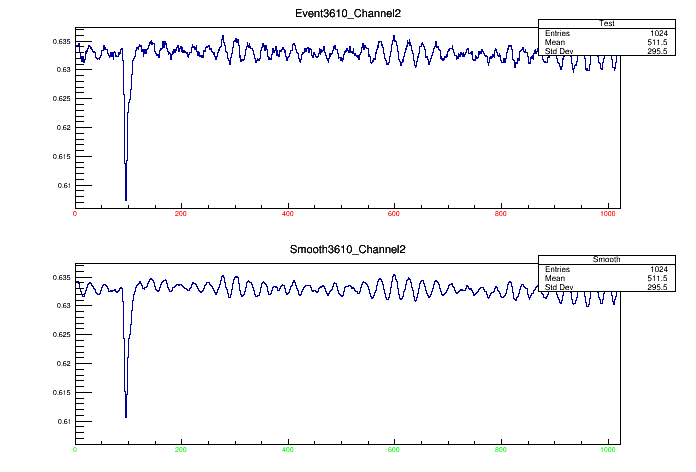 Event3610_Channel2
Test
Entries 1024
Mean 511.5
Std Dev 295.5
0.635
0.63
0.625
0.62
0.615
0.61
0 200 400 600 800 1000
Smooth3610_Channel2
Smooth
Entries 1024
Mean 511.5
Std Dev 295.5
0.635
0.63
0.625
0.62
0.615
0.61
0 200 400 600 800 1000